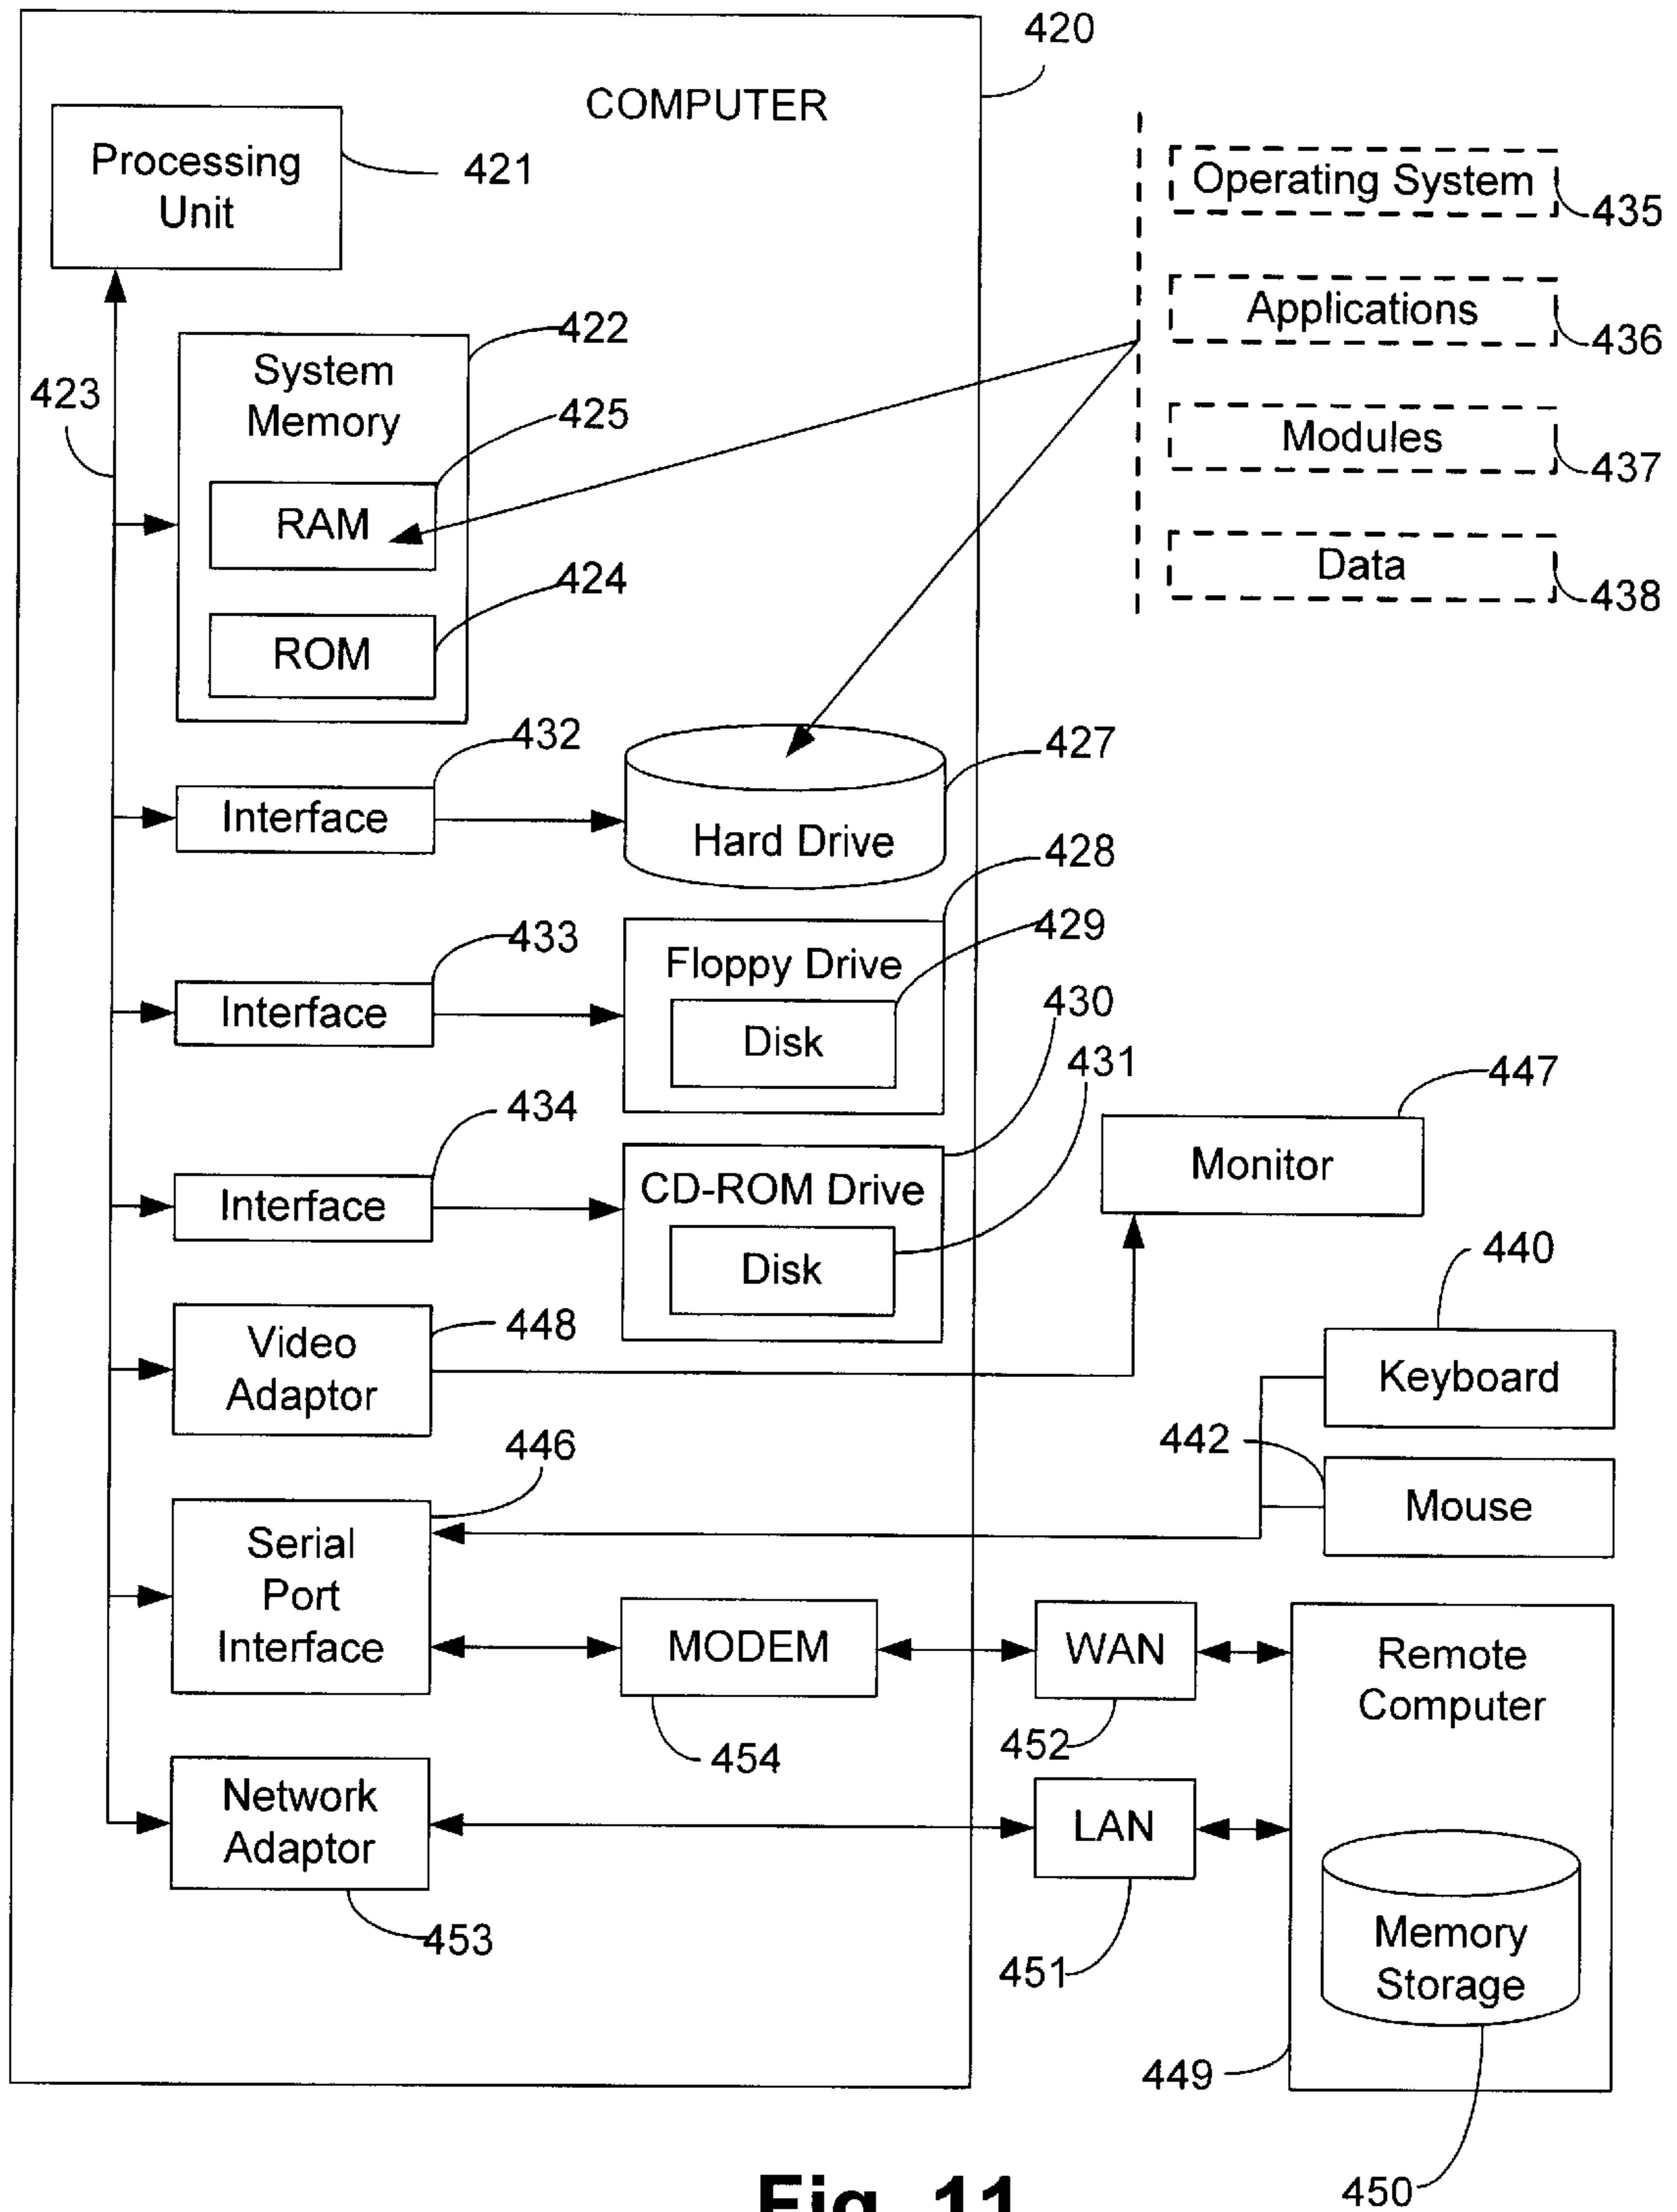 420
COMPUTER
Processing
Unit
421
Operating System
435
Applications
436
Modules
437
Data
438
422
System
Memory
423
425
RAM
424
ROM
432
Interface
427
Hard Drive
428
433
Interface
429
Floppy Drive
Disk
430
431
434
Interface
CD-ROM Drive
Disk
447
Monitor
440
Keyboard
448
Video
Adaptor
442
Mouse
446
Serial
Port
Interface
MODEM
454
WAN
452
Remote
Computer
Network
Adaptor
453
LAN
451
Memory
Storage
449
450
Fig. 11